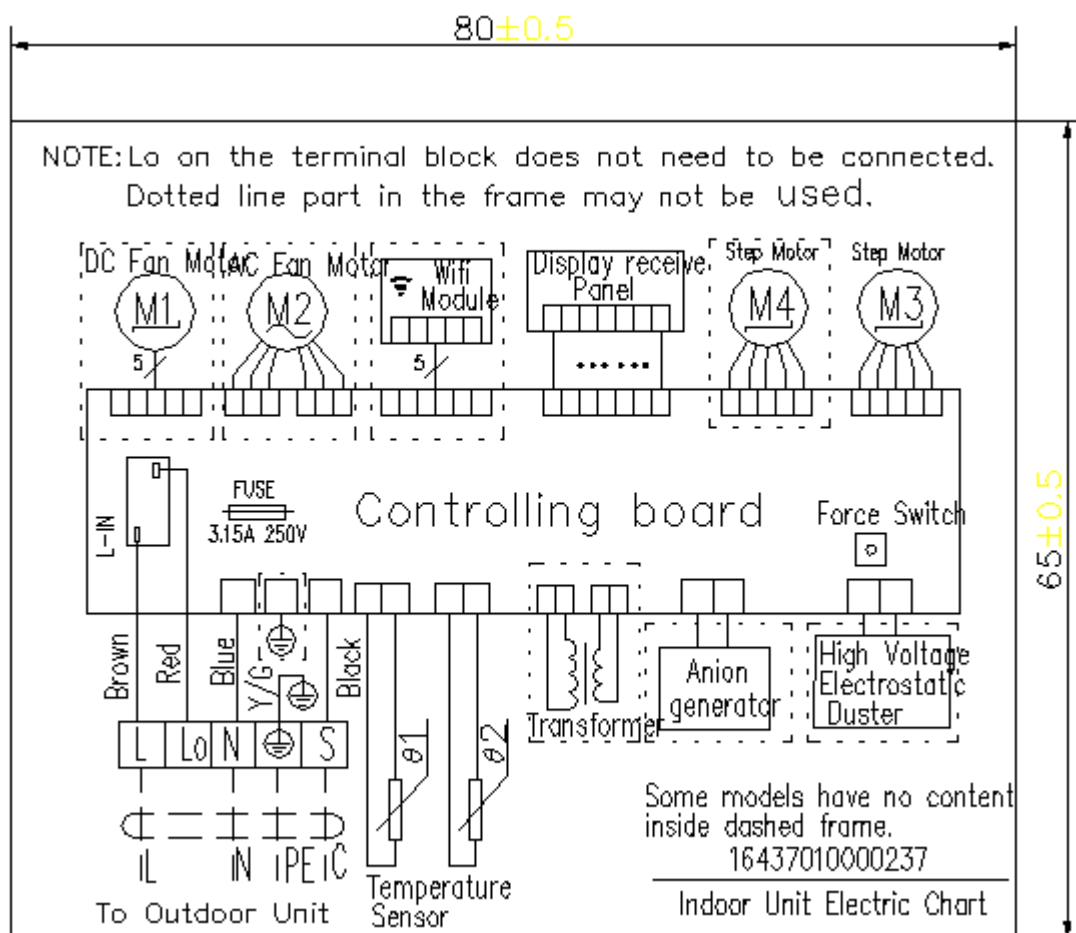 80±0.5
NOTE: Lo on the terminal block does not need to be connected.
Dotted line part in the frame may not be used.
DC Fan Motor
AC Fan Motor
Wifi
Module
Display receive
Panel
Step Motor
Step Motor
M1
M2
M4
M3
5
5
L-IN
FUSE
3.15A 250V
Controlling board
Force Switch
65±0.5
Brown
Red
Blue
Y/G
Black
L
Lo
N
S
Transformer
Anion
generator
High Voltage
Electrostatic
Duster
θ1
θ2
L
N
PE
C
To Outdoor Unit
Temperature
Sensor
Some models have no content
inside dashed frame.
16437010000237
Indoor Unit Electric Chart